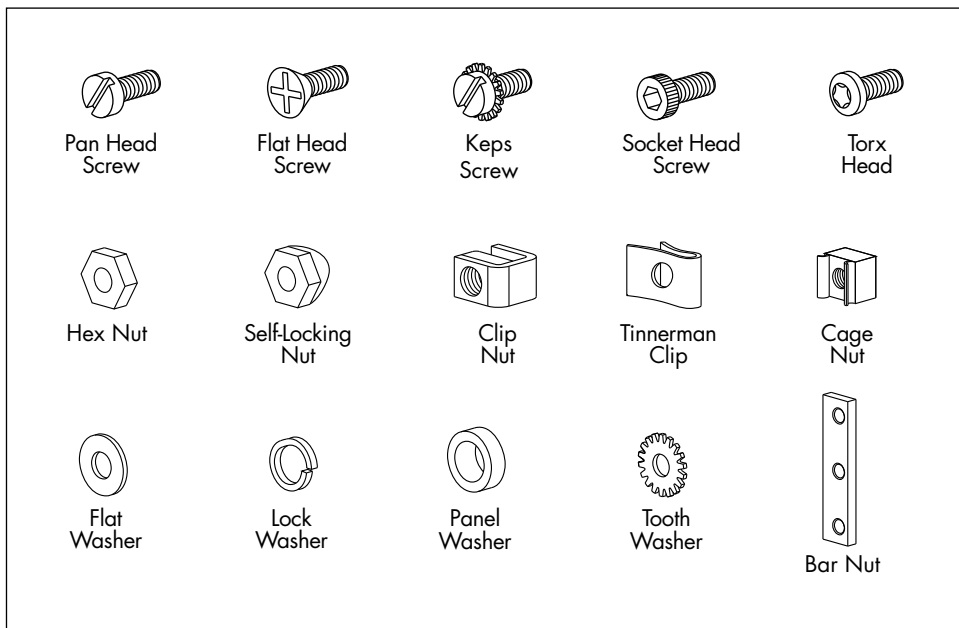 Pan Head
Screw
Flat Head
Screw
Keps
Screw
Socket Head
Screw
Torx
Head
Hex Nut
Self-Locking
Nut
Clip
Nut
Tinnerman
Clip
Cage
Nut
Flat
Washer
Lock
Washer
Panel
Washer
Tooth
Washer
Bar Nut